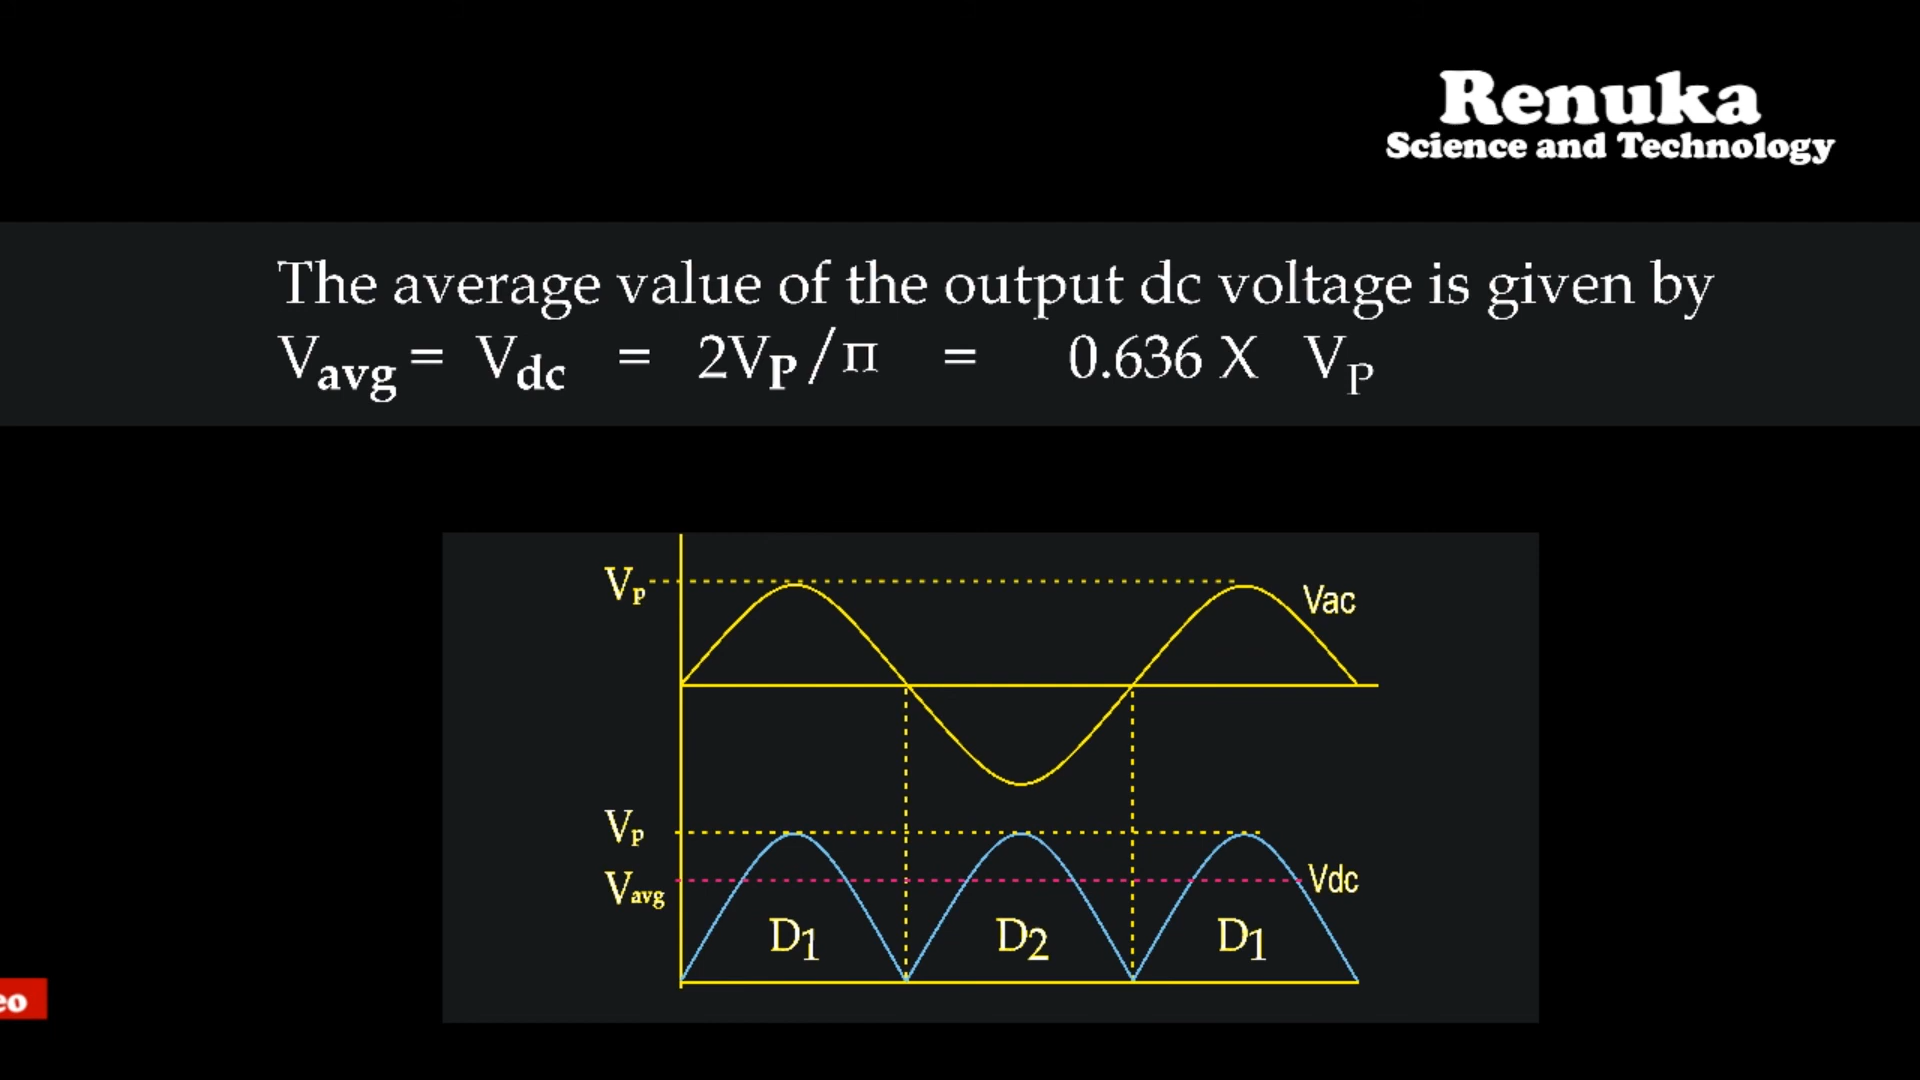 Renuka
Science and Technology
The average value of the output dc voltage is given by
Vavg = Vdc = 2VP/π = 0.636 X VP
Vp
Vac
Vp
Vavg
Vdc
D1 D2 D1
eo